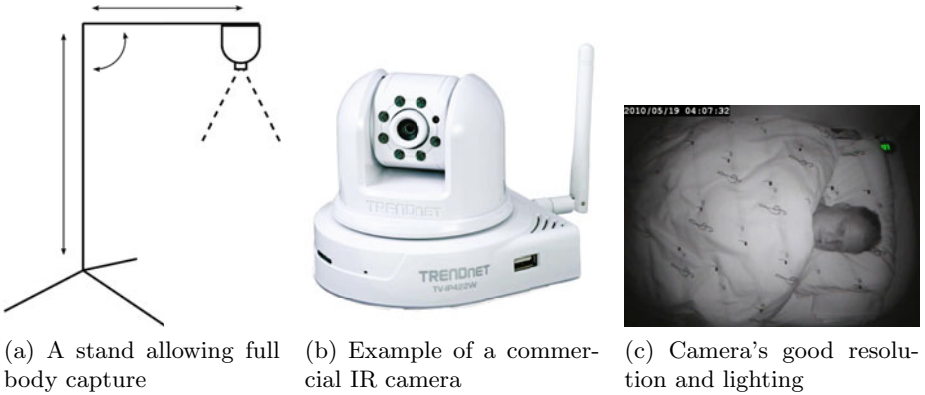 2010/05/19 04:07:32
TRENDNET
TRENDNET
TV-IP422W
(a) A stand allowing full
body capture
(b) Example of a commer-
cial IR camera
(c) Camera's good resolu-
tion and lighting